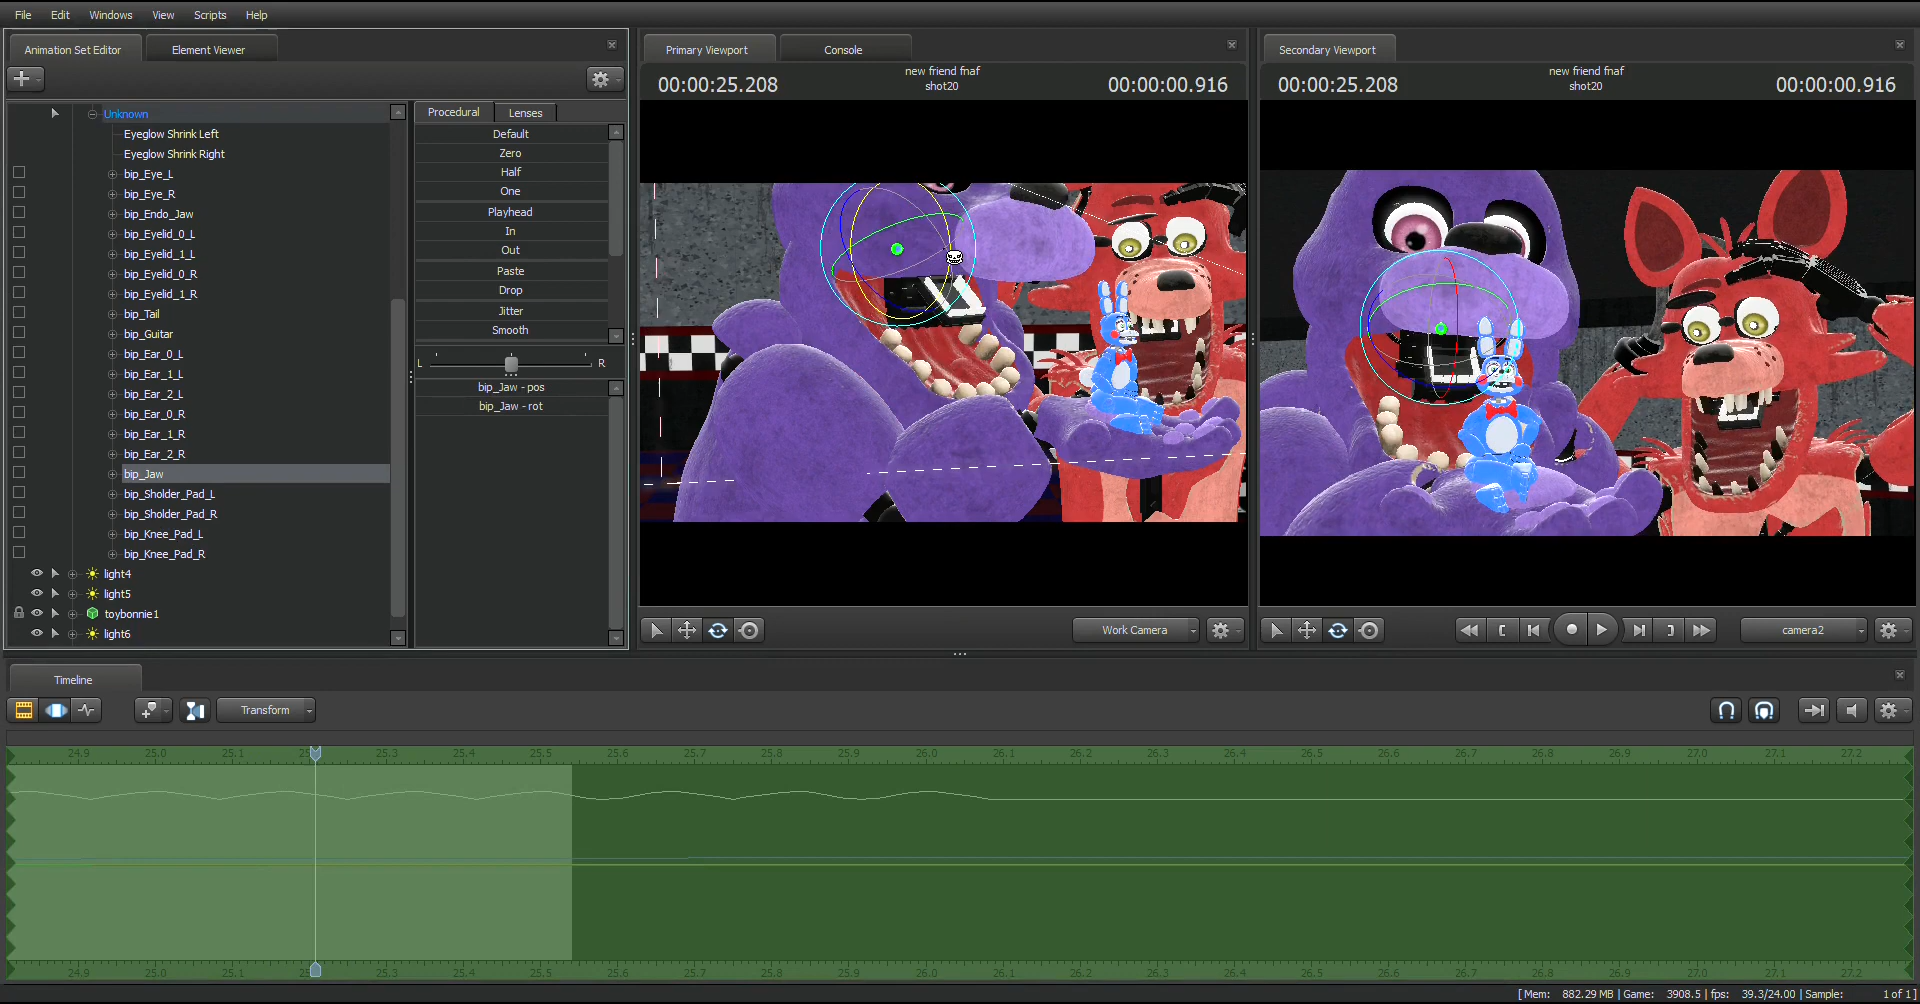 File Edit Windows View Scripts Help
Animation Set Editor Element Viewer
Unknown
Eyeglow Shrink Left
Eyeglow Shrink Right
bip_Eye_L
bip_Eye_R
bip_Endo_Jaw
bip_Eyelid_0_L
bip_Eyelid_1_L
bip_Eyelid_0_R
bip_Eyelid_1_R
bip_Tail
bip_Guitar
bip_Ear_0_L
bip_Ear_1_L
bip_Ear_2_L
bip_Ear_0_R
bip_Ear_1_R
bip_Ear_2_R
bip_Jaw
bip_Sholder_Pad_L
bip_Sholder_Pad_R
bip_Knee_Pad_L
bip_Knee_Pad_R
light4
light5
toybonnie1
light6
Procedural Lenses
Default
Zero
Half
One
Playhead
In
Out
Paste
Drop
Jitter
Smooth
L R
bip_Jaw - pos
bip_Jaw - rot
Primary Viewport Console
00:00:25.208 new friend fnaf 00:00:00.916
shot20
Work Camera
Secondary Viewport
00:00:25.208 new friend fnaf 00:00:00.916
shot20
camera2
Timeline
Transform
24.9 25.0 25.1 25.3 25.4 25.5 25.6 25.7 25.8 25.9 26.0 26.1 26.2 26.3 26.4 26.5 26.6 26.7 26.8 26.9 27.0 27.1 27.2
24.9 25.0 25.1 25.3 25.4 25.5 25.6 25.7 25.8 25.9 26.0 26.1 26.2 26.3 26.4 26.5 26.6 26.7 26.8 26.9 27.0 27.1 27.2
[ Mem: 882.29 MB | Game: 3908.5 | fps: 39.3/24.00 | Sample: 1 of 1 ]